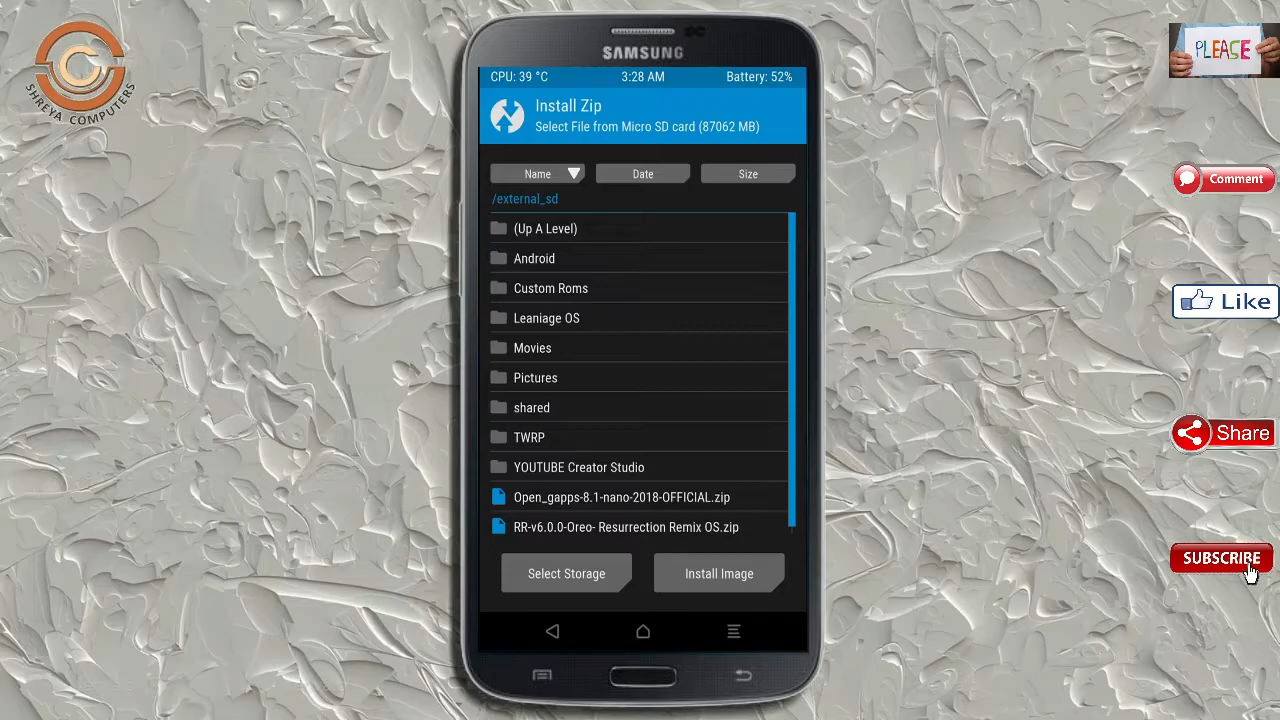 SHREYA COMPUTERS
SAMSUNG
CPU: 39 °C
3:28 AM
Battery: 52%
Install Zip
Select File from Micro SD card (87062 MB)
Name
Date
Size
/external_sd
(Up A Level)
Android
Custom Roms
Leaniage OS
Movies
Pictures
shared
TWRP
YOUTUBE Creator Studio
Open_gapps-8.1-nano-2018-OFFICIAL.zip
RR-v6.0.0-Oreo- Resurrection Remix OS.zip
Select Storage
Install Image
PLEASE
Comment
Like
Share
SUBSCRIBE